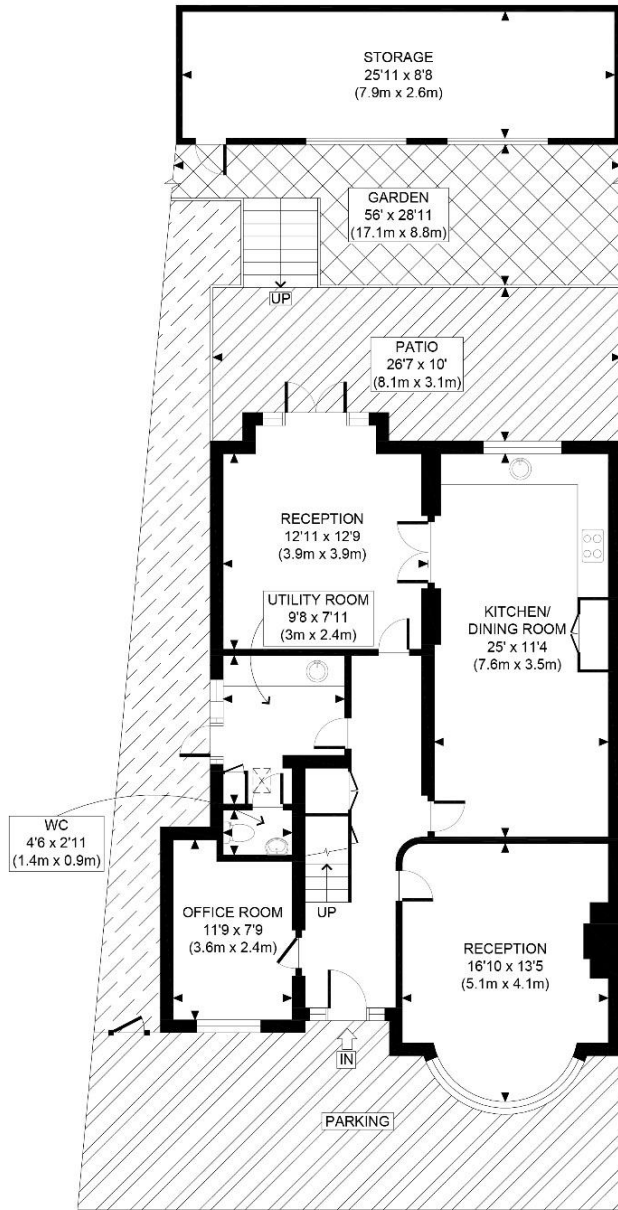 STORAGE
25'11 x 8'8
(7.9m x 2.6m)
GARDEN
56' x 28'11
(17.1m x 8.8m)
UP
PATIO
26'7 x 10'
(8.1m x 3.1m)
RECEPTION
12'11 x 12'9
(3.9m x 3.9m)
UTILITY ROOM
9'8 x 7'11
(3m x 2.4m)
KITCHEN/
DINING ROOM
25' x 11'4
(7.6m x 3.5m)
WC
4'6 x 2'11
(1.4m x 0.9m)
OFFICE ROOM
11'9 x 7'9
(3.6m x 2.4m)
UP
RECEPTION
16'10 x 13'5
(5.1m x 4.1m)
IN
PARKING